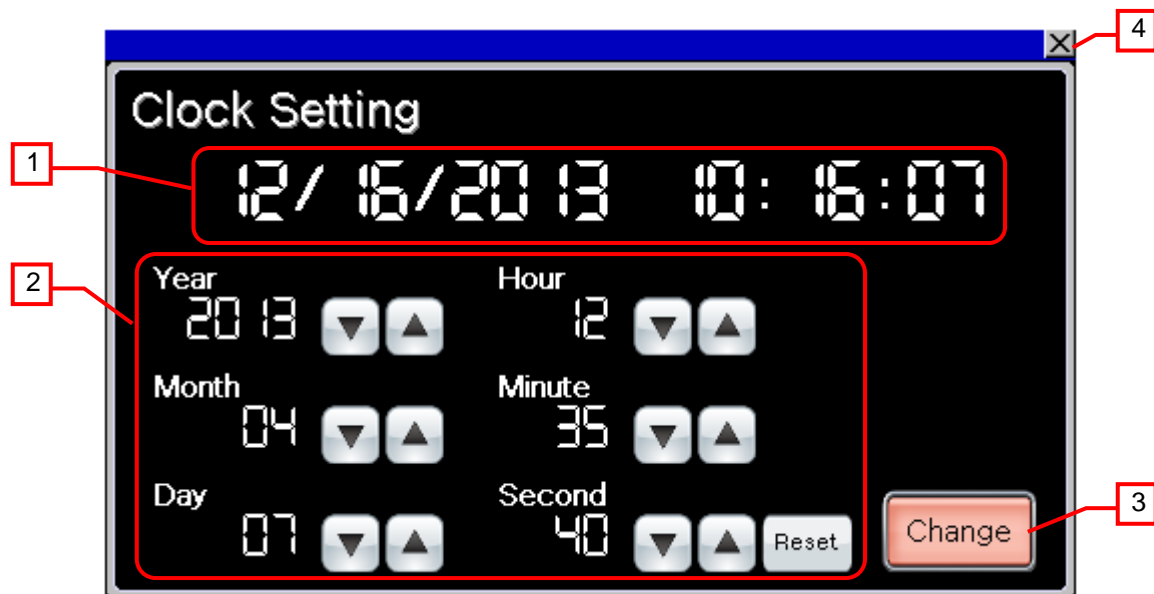 4
Clock Setting
1
12/16/2013 10:16:07
2
Year Hour
2013 12
Month Minute
04 35
Day Second
07 40
Reset
Change
3